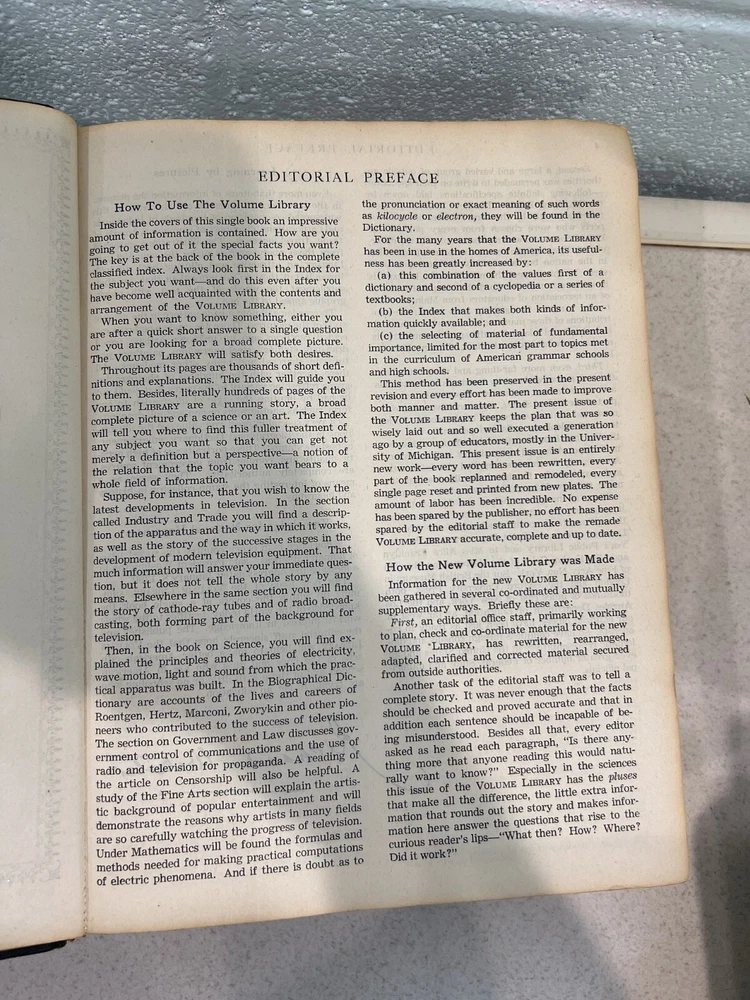 EDITORIAL PREFACE
How To Use The Volume Library
Inside the covers of this single book an impressive
amount of information is contained. How are you
going to get out of it the special facts you want?
The key is at the back of the book in the complete
classified index. Always look first in the Index for
the subject you want—and do this even after you
have become well acquainted with the contents and
arrangement of the VOLUME LIBRARY.
When you want to know something, either you
are after a quick short answer to a single question
or you are looking for a broad complete picture.
The VOLUME LIBRARY will satisfy both desires.
Throughout its pages are thousands of short defi-
nitions and explanations. The Index will guide you
to them. Besides, literally hundreds of pages of the
VOLUME LIBRARY are a running story, a broad
complete picture of a science or an art. The Index
will tell you where to find this fuller treatment of
any subject you want so that you can get not
merely a definition but a perspective—a notion of
the relation that the topic you want bears to a
whole field of information.
Suppose, for instance, that you wish to know the
latest developments in television. In the section
called Industry and Trade you will find a descrip-
tion of the apparatus and the way in which it works,
as well as the story of the successive stages in the
development of modern television equipment. That
much information will answer your immediate ques-
tion, but it does not tell the whole story by any
means. Elsewhere in the same section you will find
the story of cathode-ray tubes and of radio broad-
casting, both forming part of the background for
television.
Then, in the book on Science, you will find ex-
plained the principles and theories of electricity,
wave motion, light and sound from which the prac-
tical apparatus was built. In the Biographical Dic-
tionary are accounts of the lives and careers of
Roentgen, Hertz, Marconi, Zworykin and other pio-
neers who contributed to the success of television.
The section on Government and Law discusses gov-
ernment control of communications and the use of
radio and television for propaganda. A reading of
the article on Censorship will also be helpful. A
study of the Fine Arts section will explain the artis-
tic background of popular entertainment and will
demonstrate the reasons why artists in many fields
are so carefully watching the progress of television.
Under Mathematics will be found the formulas and
methods needed for making practical computations
of electric phenomena. And if there is doubt as to
the pronunciation or exact meaning of such words
as kilocycle or electron, they will be found in the
Dictionary.
For the many years that the VOLUME LIBRARY
has been in use in the homes of America, its useful-
ness has been greatly increased by:
(a) this combination of the values first of a
dictionary and second of a cyclopedia or a series of
textbooks;
(b) the Index that makes both kinds of infor-
mation quickly available; and
(c) the selecting of material of fundamental
importance, limited for the most part to topics met
in the curriculum of American grammar schools
and high schools.
This method has been preserved in the present
revision and every effort has been made to improve
both manner and matter. The present issue of
the VOLUME LIBRARY keeps the plan that was so
wisely laid out and so well executed a generation
ago by a group of educators, mostly in the Univer-
sity of Michigan. This present issue is an entirely
new work—every word has been rewritten, every
part of the book replanned and remodeled, every
single page reset and printed from new plates. The
amount of labor has been incredible. No expense
has been spared by the publisher, no effort has been
spared by the editorial staff to make the remade
VOLUME LIBRARY accurate, complete and up to date.
How the New Volume Library was Made
Information for the new VOLUME LIBRARY has
been gathered in several co-ordinated and mutually
supplementary ways. Briefly these are:
First, an editorial office staff, primarily working
to plan, check and co-ordinate material for the new
VOLUME LIBRARY, has rewritten, rearranged,
adapted, clarified and corrected material secured
from outside authorities.
Another task of the editorial staff was to tell a
complete story. It was never enough that the facts
should be checked and proved accurate and that in
addition each sentence should be incapable of be-
ing misunderstood. Besides all that, every editor
asked as he read each paragraph, "Is there any-
thing more that anyone reading this would natu-
rally want to know?" Especially in the sciences
this issue of the VOLUME LIBRARY has the pluses
that make all the difference, the little extra infor-
mation that rounds out the story and makes infor-
mation here answer the questions that rise to the
curious reader's lips—"What then? How? Where?
Did it work?"